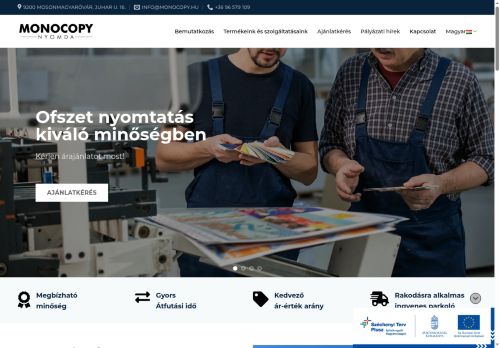 9200 MOSONMAGYARÓVÁR, JUHAR U. 16. INFO@MONOCOPY.HU +36 96 579 109
MONOCOPY
NYOMDA
Bemutatkozás Termékeink és szolgáltatásaink Ajánlatkérés Pályázati hírek Kapcsolat Magyar
Ofszet nyomtatás
kiváló minőségben
Kérjen árajánlatot most!
AJÁNLATKÉRÉS
Megbízható
minőség
Gyors
Átfutási idő
Kedvező
ár-érték arány
Rakodásra alkalmas
ingyenes parkoló
Széchenyi Terv
Plusz